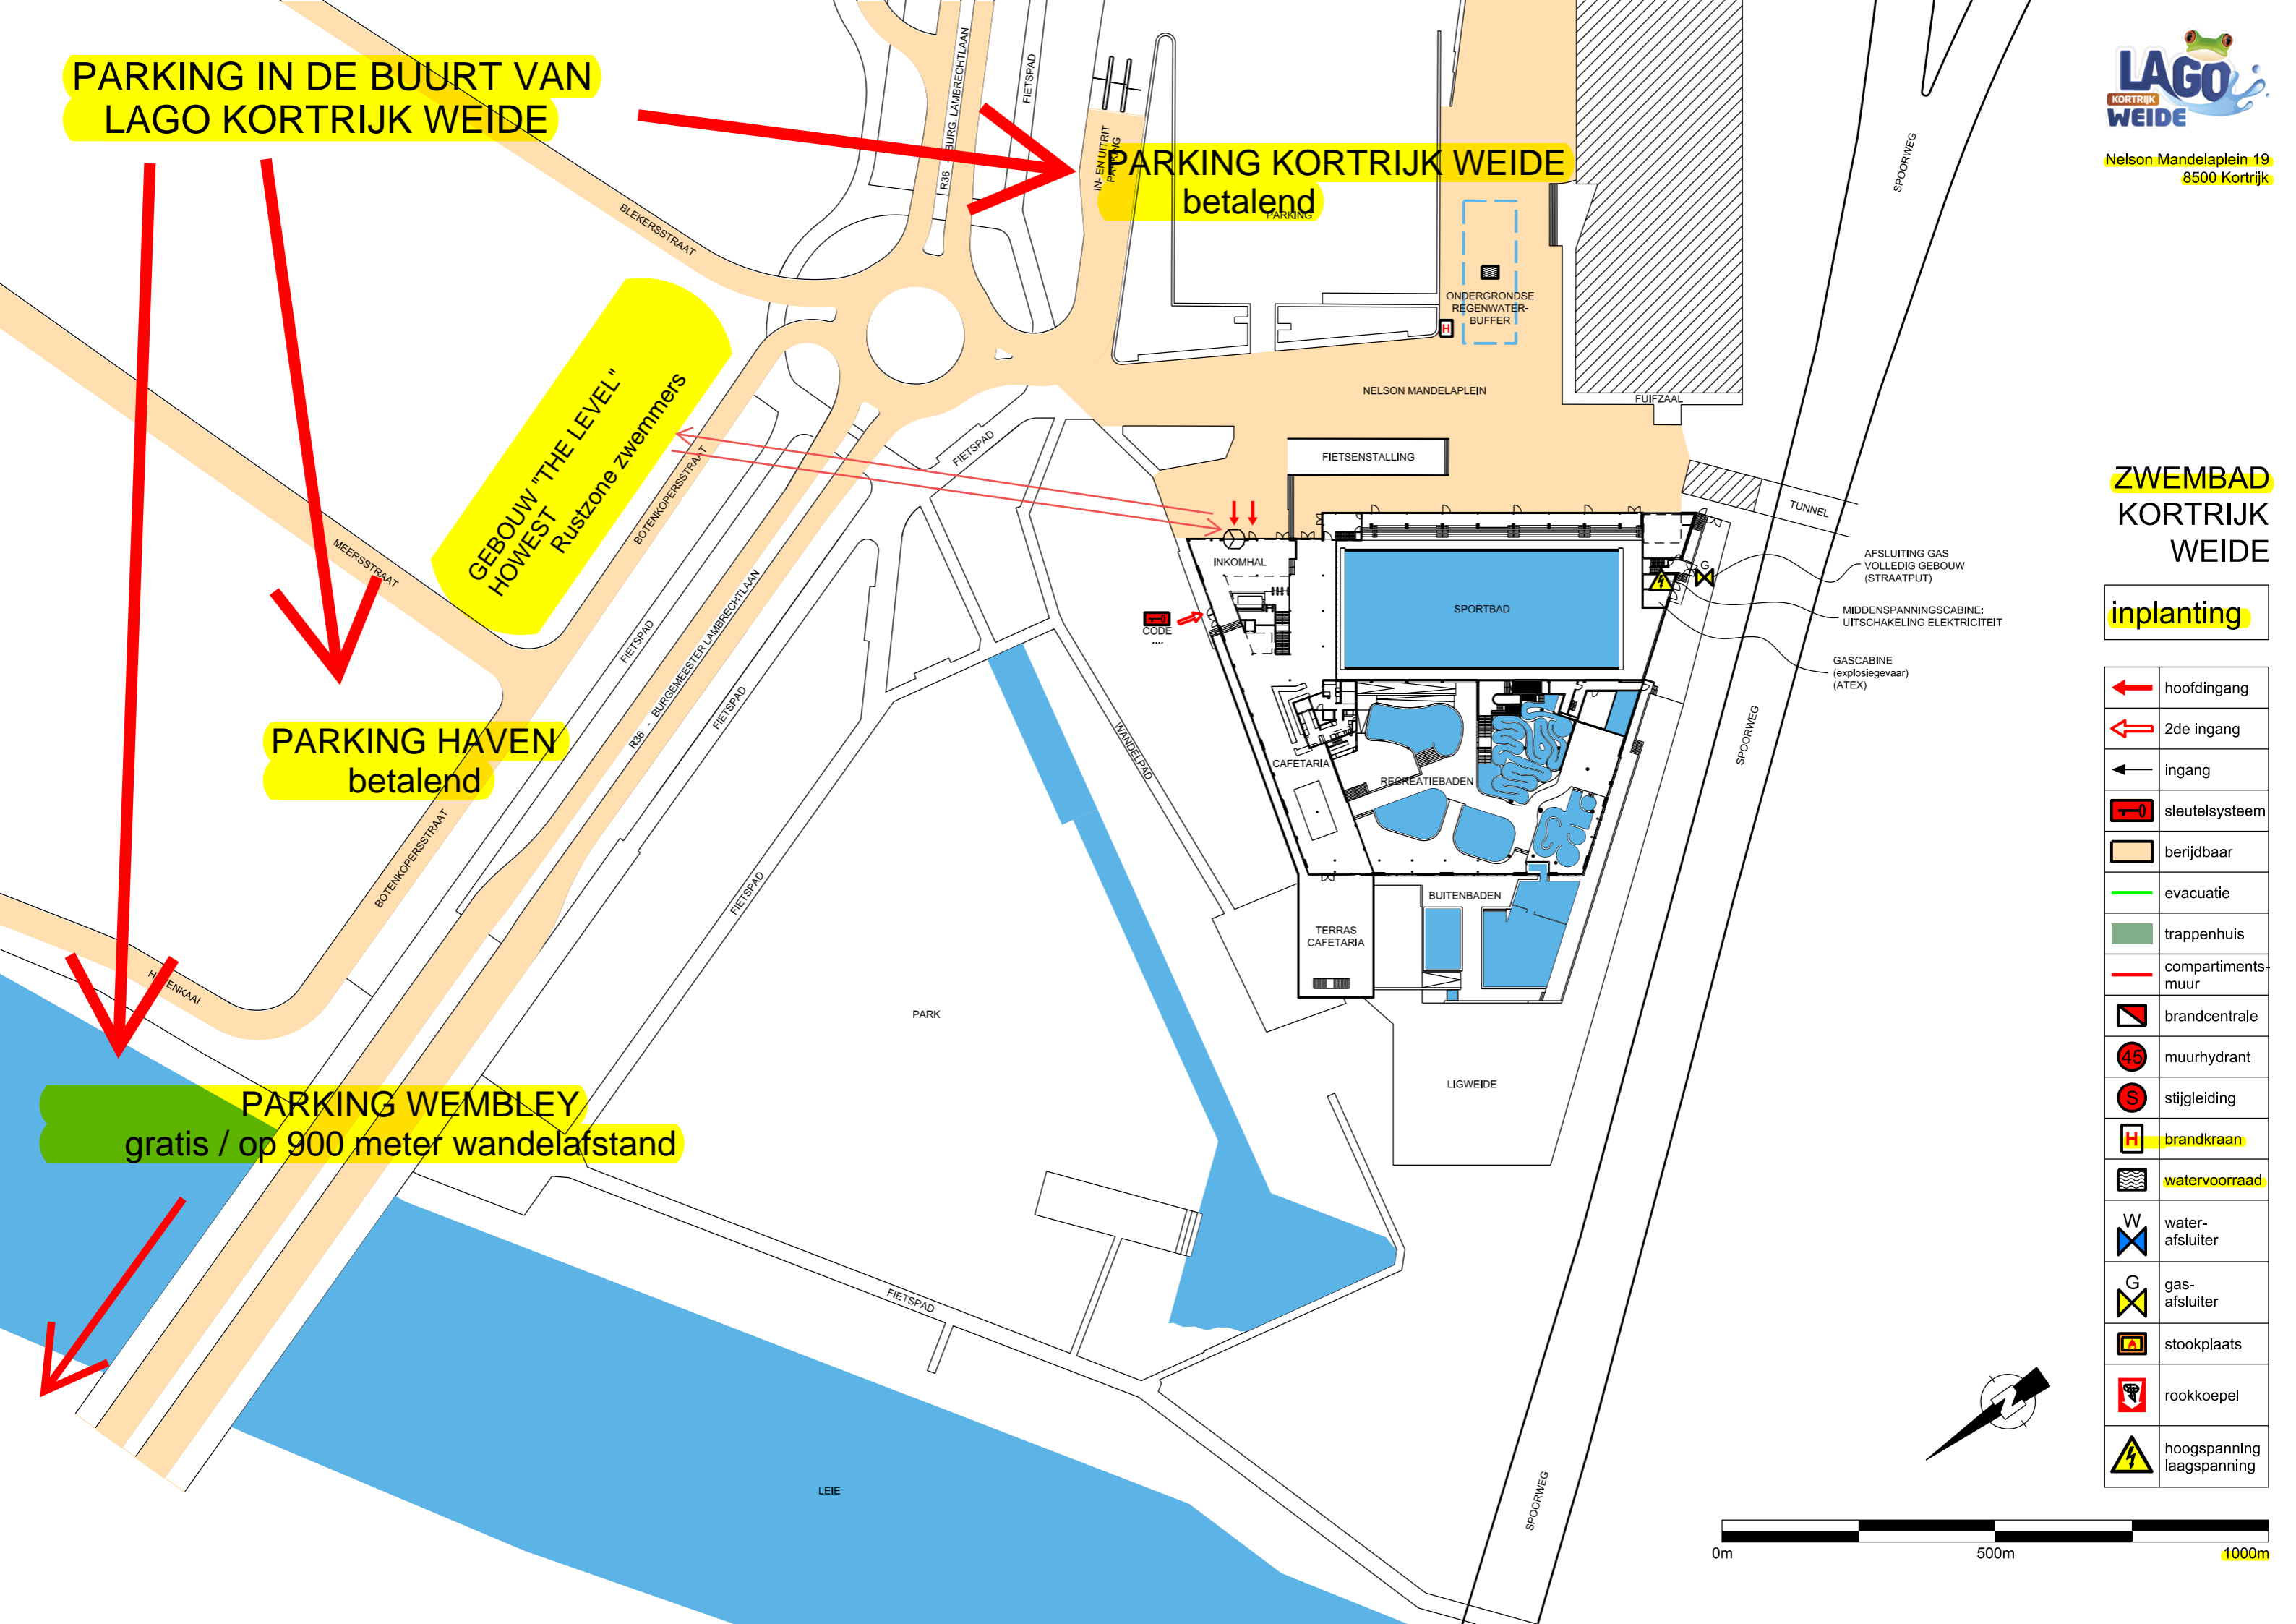 PARKING IN DE BUURT VAN
LAGO KORTRIJK WEIDE
R36 - BURG. LAMBRECHTLAAN
FIETSPAD
IN- EN UITRIT
PARKING
PARKING KORTRIJK WEIDE
betalend
PARKING
LAGO
KORTRIJK
WEIDE
Nelson Mandelaplein 19
8500 Kortrijk
SPOORWEG
BLEKERSSTRAAT
ONDERGRONDSE
REGENWATER-
BUFFER
H
NELSON MANDELAPLEIN
FUIFZAAL
GEBOUW "THE LEVEL"
HOWEST
Rustzone zwemmers
BOTENKOPERSSTRAAT
FIETSPAD
FIETSENSTALLING
TUNNEL
ZWEMBAD
KORTRIJK
WEIDE
MEERSSTRAAT
INKOMHAL
SPORTBAD
G
AFSLUITING GAS
VOLLEDIG GEBOUW
(STRAATPUT)
MIDDENSPANNINGSCABINE:
UITSCHAKELING ELEKTRICITEIT
GASCABINE
(explosiegevaar)
(ATEX)
CODE
....
inplanting
FIETSPAD
R36 - BURGEMEESTER LAMBRECHTLAAN
FIETSPAD
WANDELPAD
SPOORWEG
PARKING HAVEN
betalend
CAFETARIA
RECREATIEBADEN
BOTENKOPERSSTRAAT
FIETSPAD
BUITENBADEN
TERRAS
CAFETARIA
PARK
LIGWEIDE
PARKING WEMBLEY
gratis / op 900 meter wandelafstand
FIETSPAD
LEIE
SPOORWEG
hoofdingang
2de ingang
ingang
sleutelsysteem
berijdbaar
evacuatie
trappenhuis
compartiments-
muur
brandcentrale
45 muurhydrant
S stijgleiding
H brandkraan
watervoorraad
W water-
afsluiter
G gas-
afsluiter
stookplaats
rookkoepel
hoogspanning
laagspanning
0m 500m 1000m